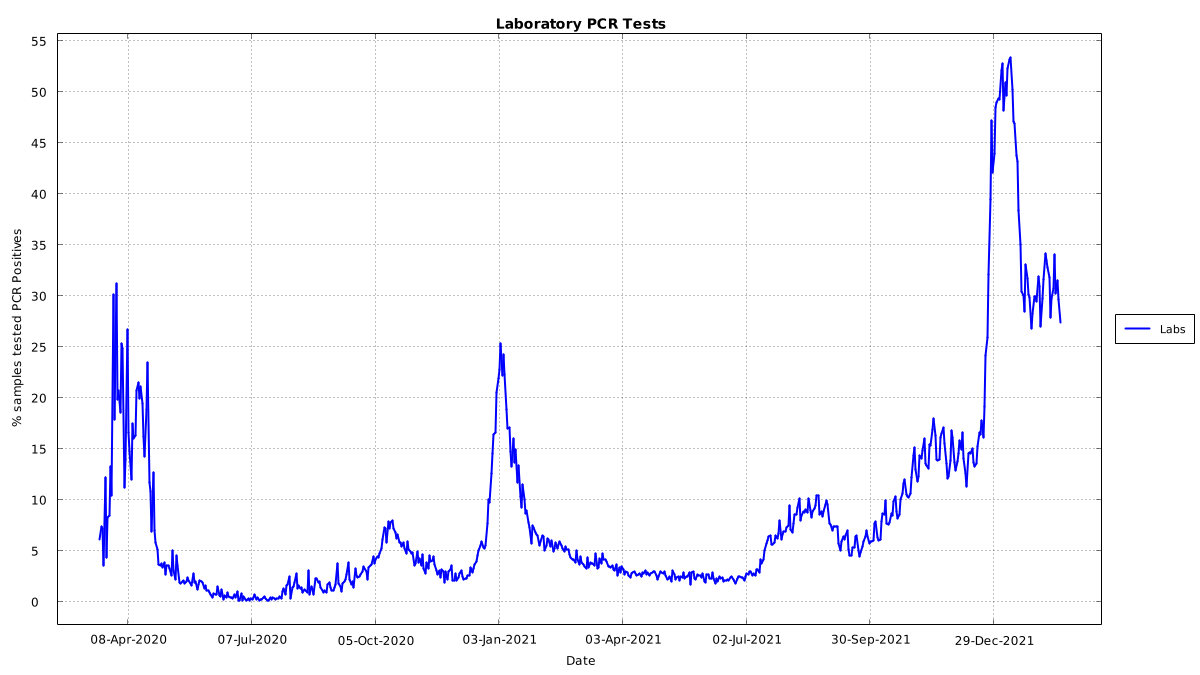 Laboratory PCR Tests
% samples tested PCR Positives
55
50
45
40
35
30
25
20
15
10
5
0
08-Apr-2020 07-Jul-2020 05-Oct-2020 03-Jan-2021 03-Apr-2021 02-Jul-2021 30-Sep-2021 29-Dec-2021
Date
Labs